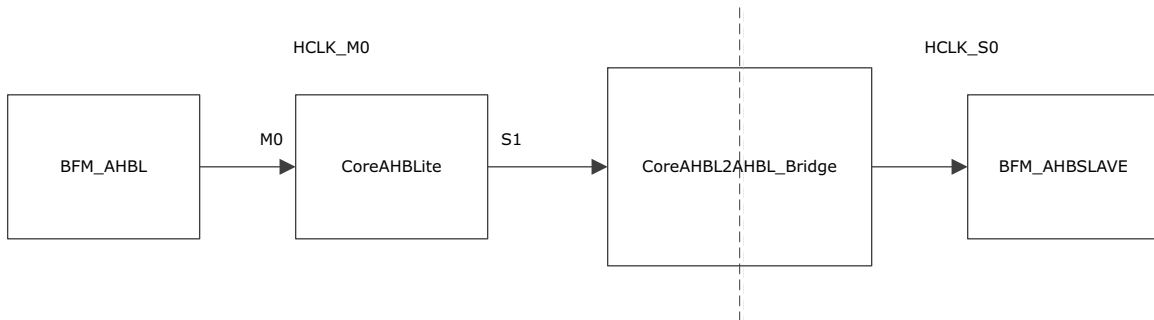 HCLK_M0
HCLK_S0
BFM_AHBL
M0
CoreAHBLite
S1
CoreAHBL2AHBL_Bridge
BFM_AHBSLAVE